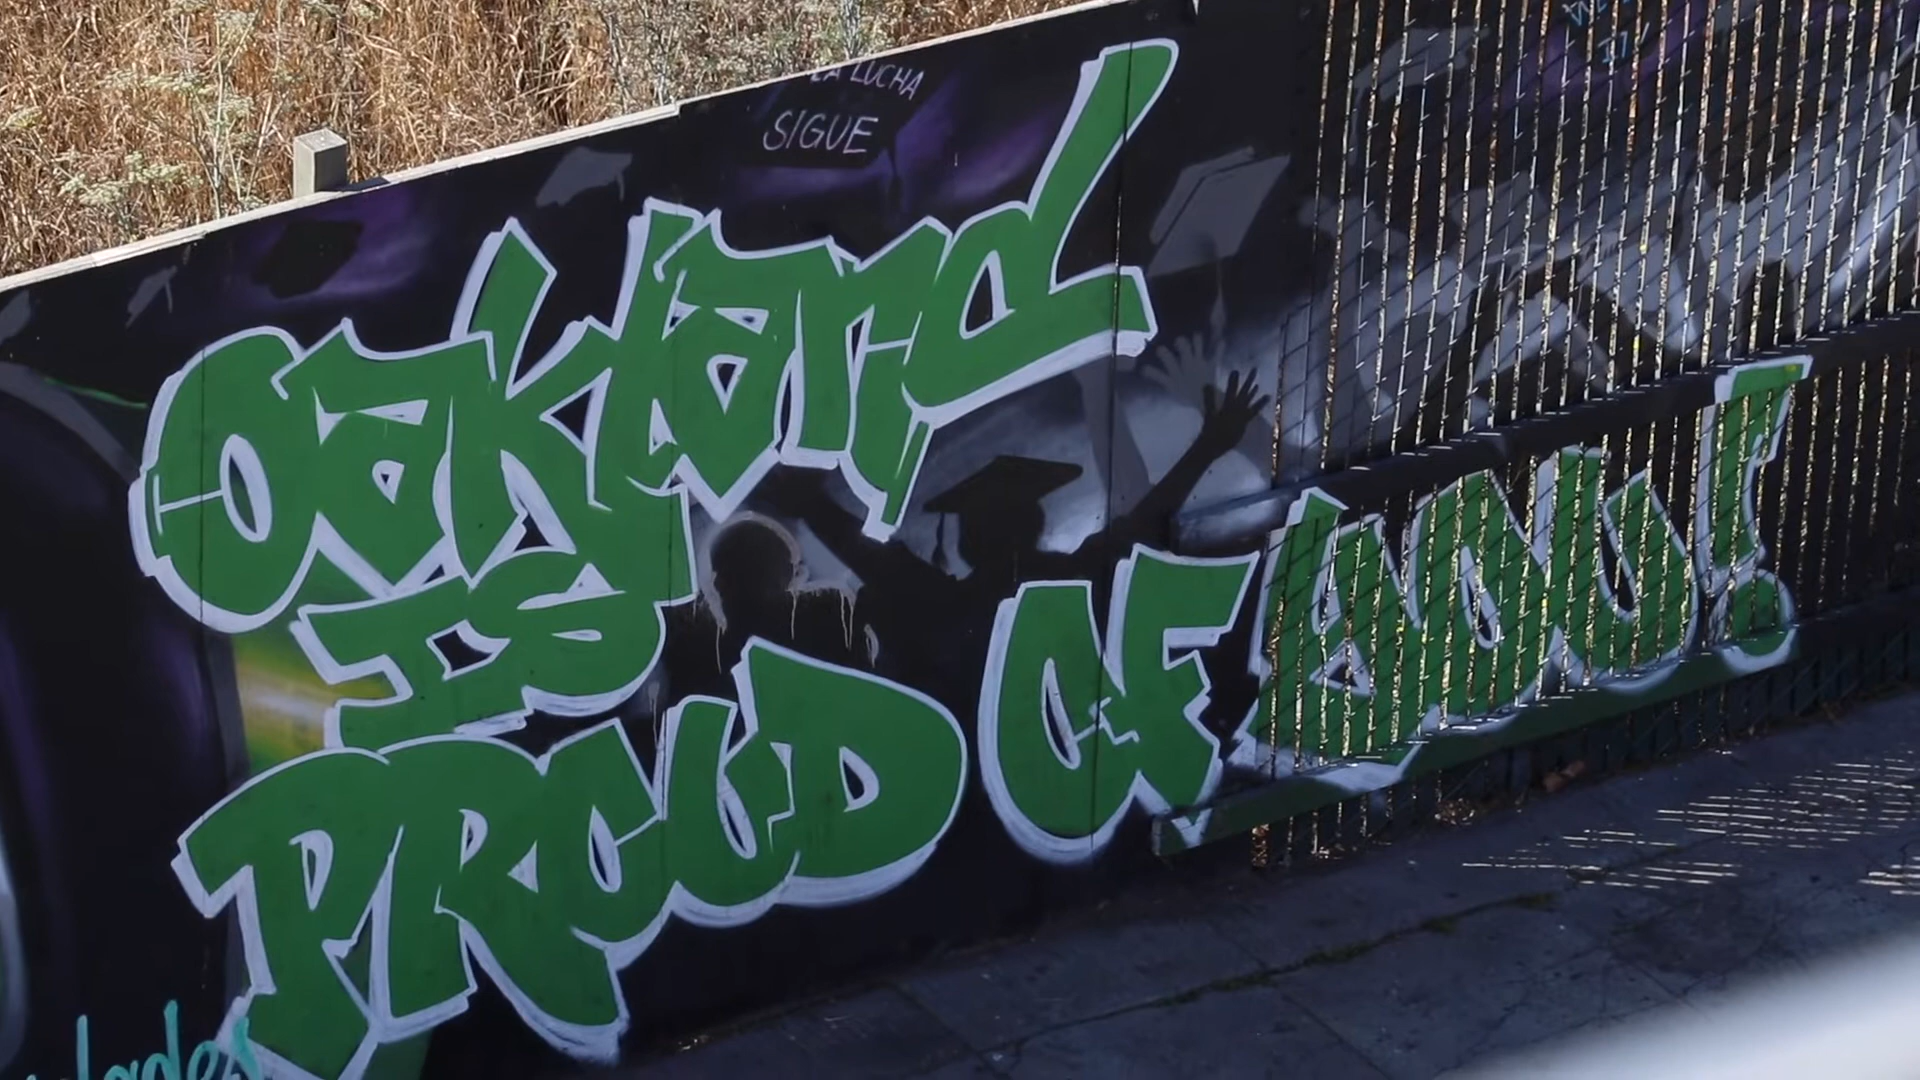 LA LUCHA
SIGUE
Oakland
IS
PROUD OF YOU!